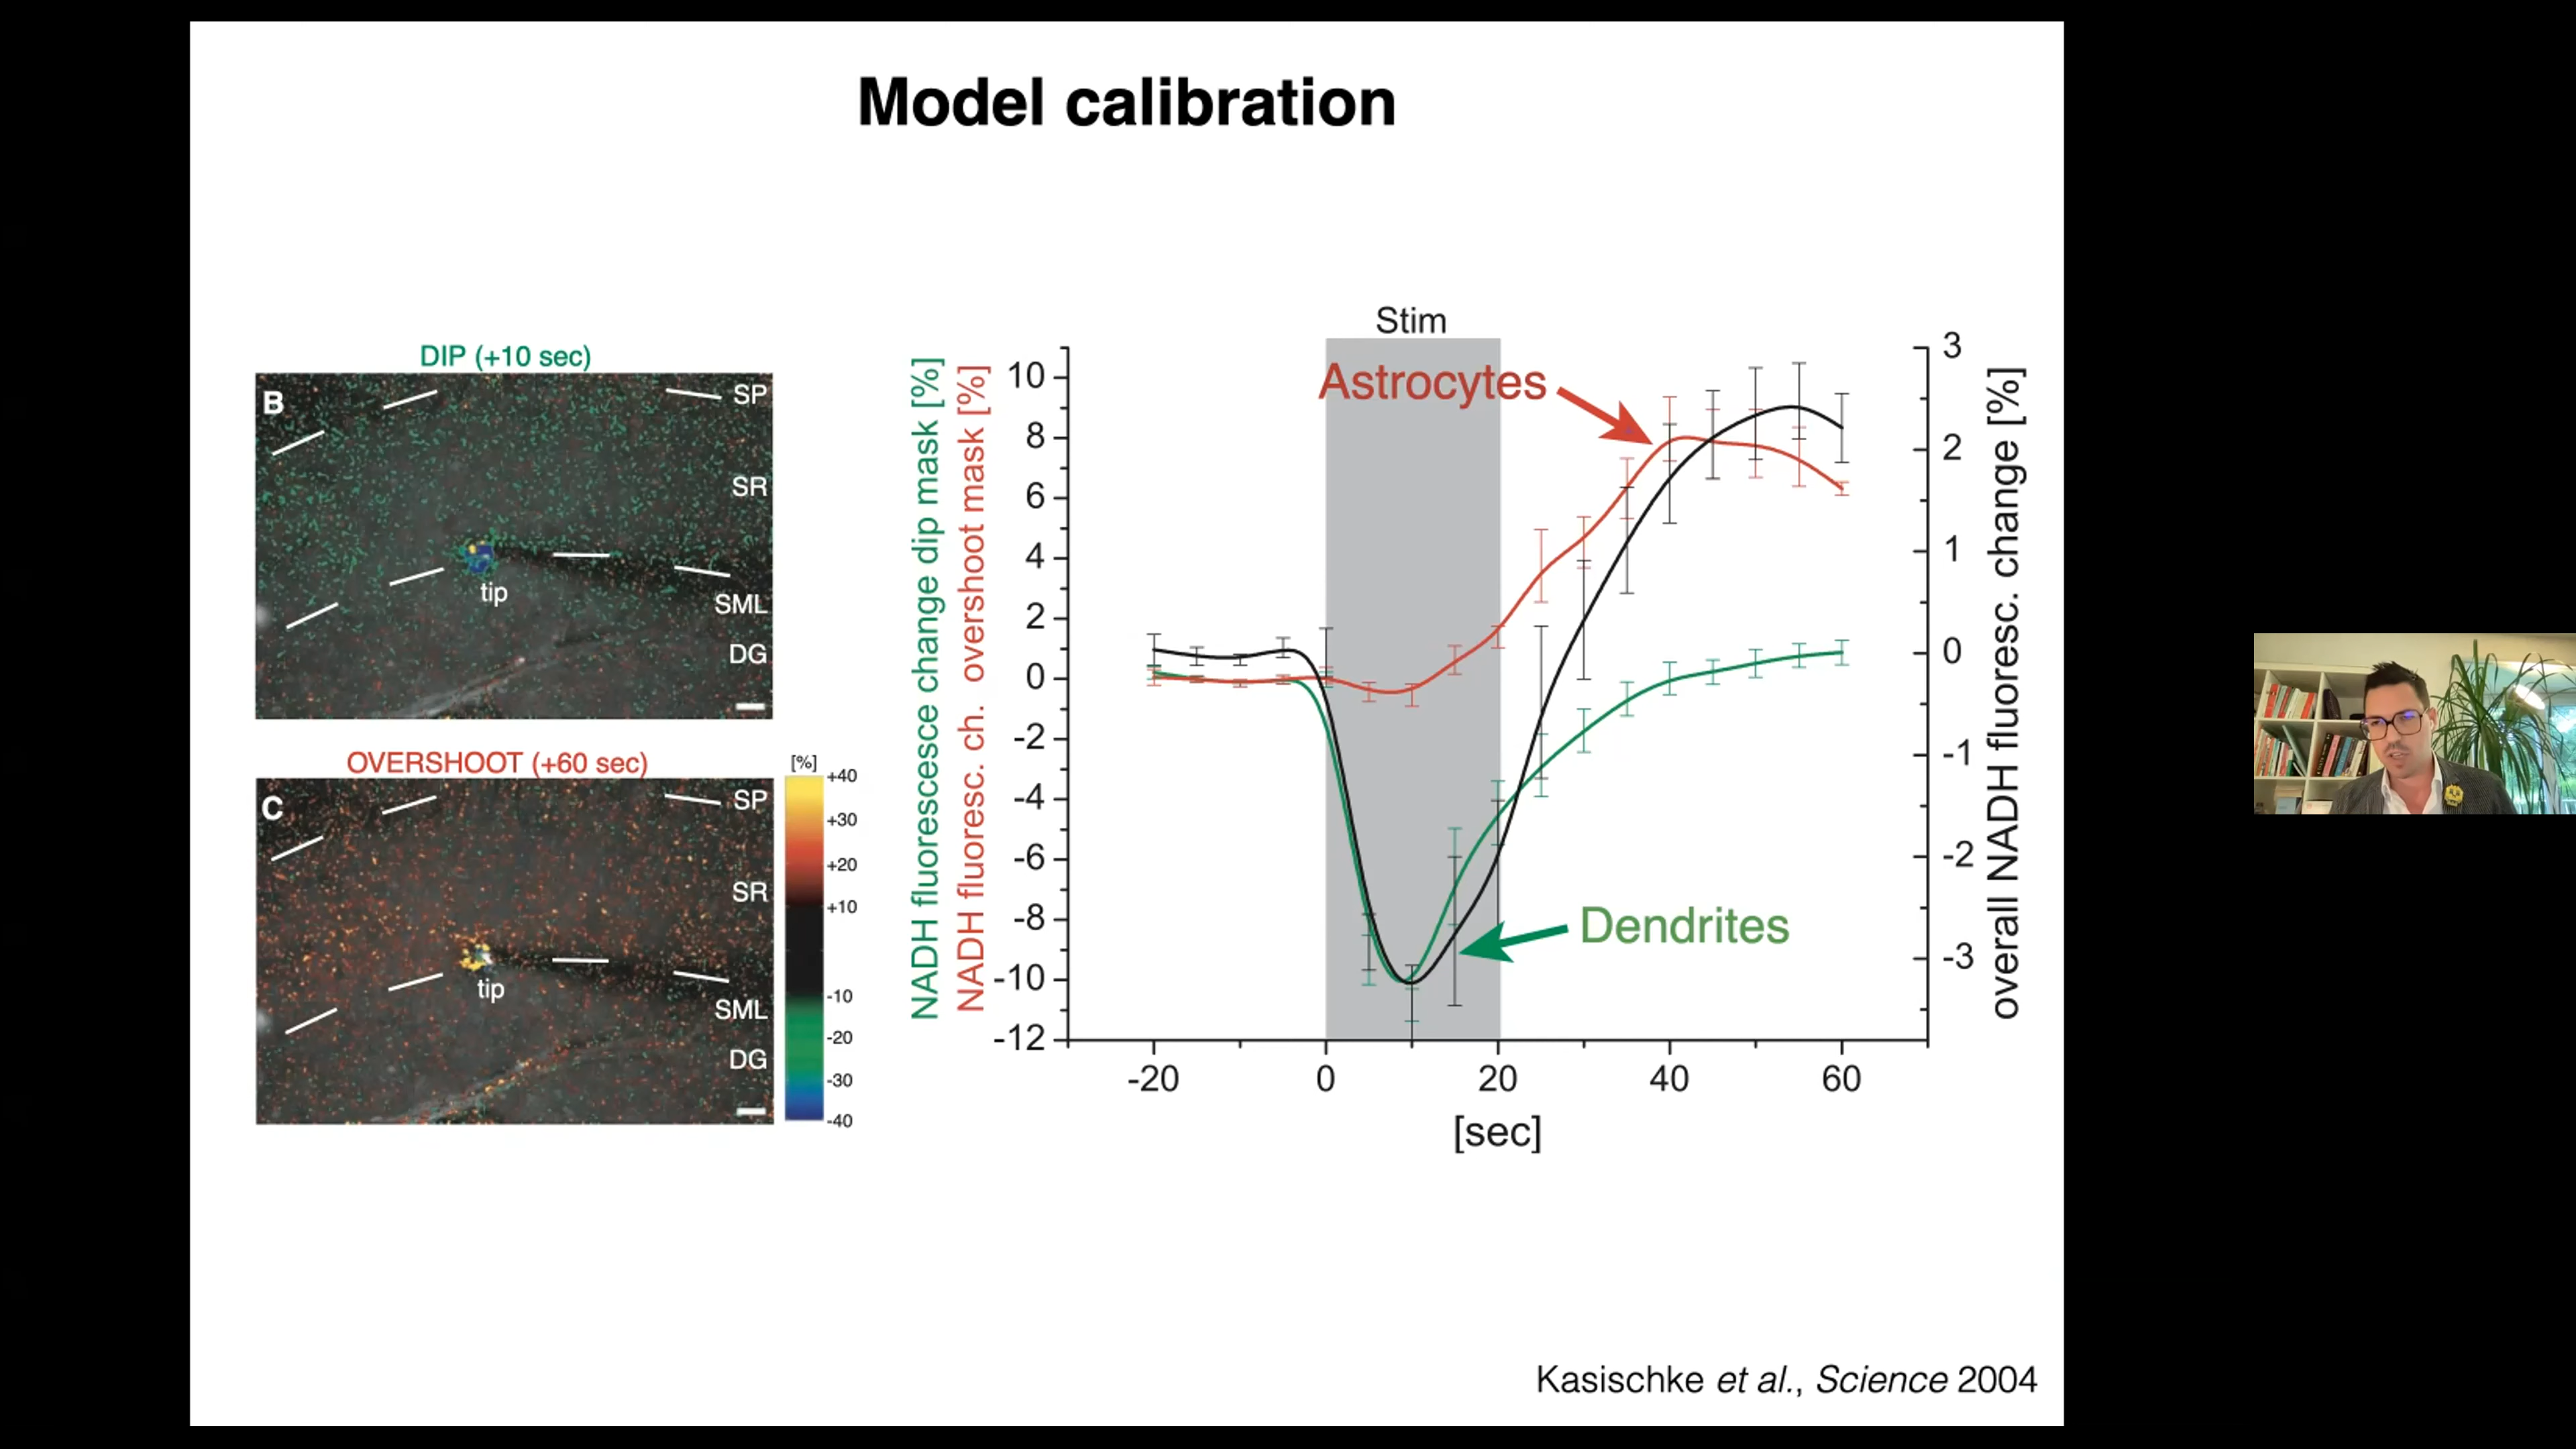 Model calibration
DIP (+10 sec)
B
SP
SR
tip
SML
DG
OVERSHOOT (+60 sec)
C
SP
SR
tip
SML
DG
[%]
+40
+30
+20
+10
-10
-20
-30
-40
NADH fluorescesce change dip mask [%]
NADH fluoresc. ch. overshoot mask [%]
Stim
Astrocytes
Dendrites
10
8
6
4
2
0
-2
-4
-6
-8
-10
-12
-20 0 20 40 60
[sec]
3
2
1
0
-1
-2
-3
overall NADH fluoresc. change [%]
Kasischke et al., Science 2004